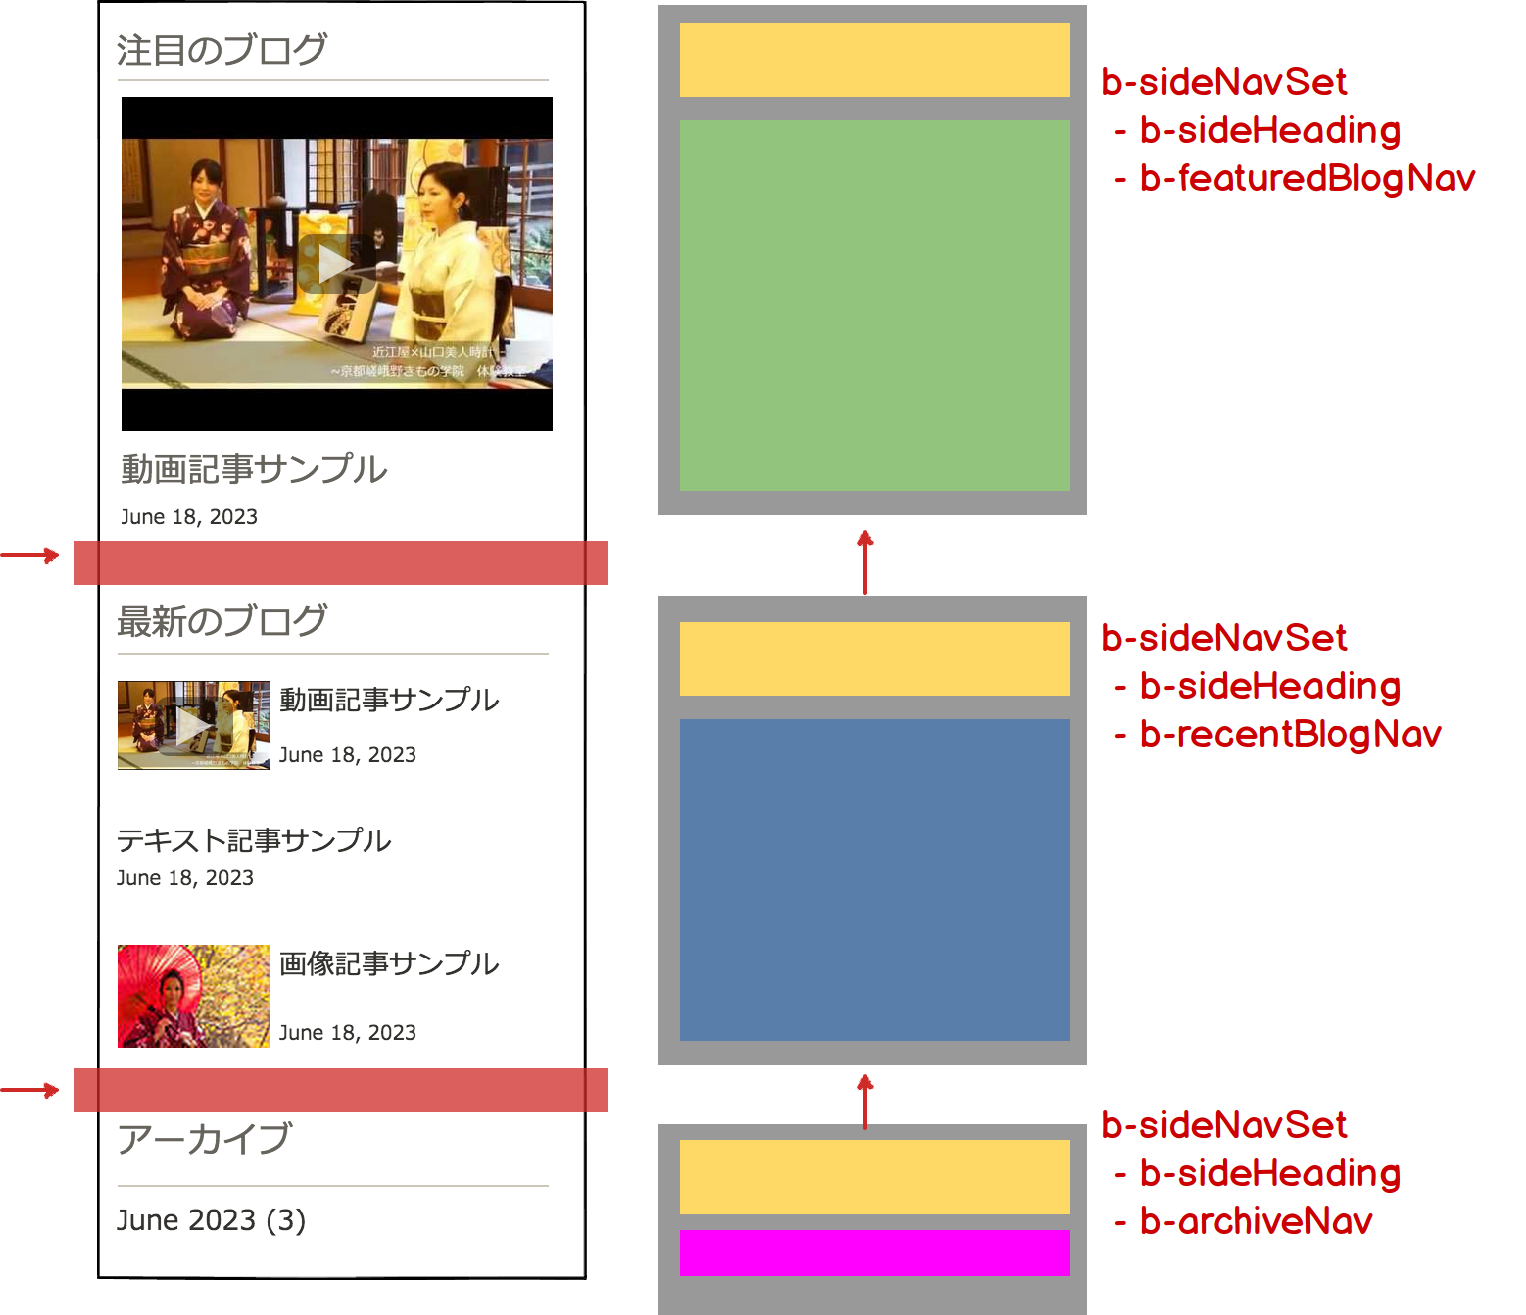 注目のブログ
近江屋×山口美人時計
~京都嵯峨野きもの学院 体験教室~
動画記事サンプル
June 18, 2023
最新のブログ
動画記事サンプル
June 18, 2023
テキスト記事サンプル
June 18, 2023
画像記事サンプル
June 18, 2023
アーカイブ
June 2023 (3)
b-sideNavSet
- b-sideHeading
- b-featuredBlogNav
b-sideNavSet
- b-sideHeading
- b-recentBlogNav
b-sideNavSet
- b-sideHeading
- b-archiveNav